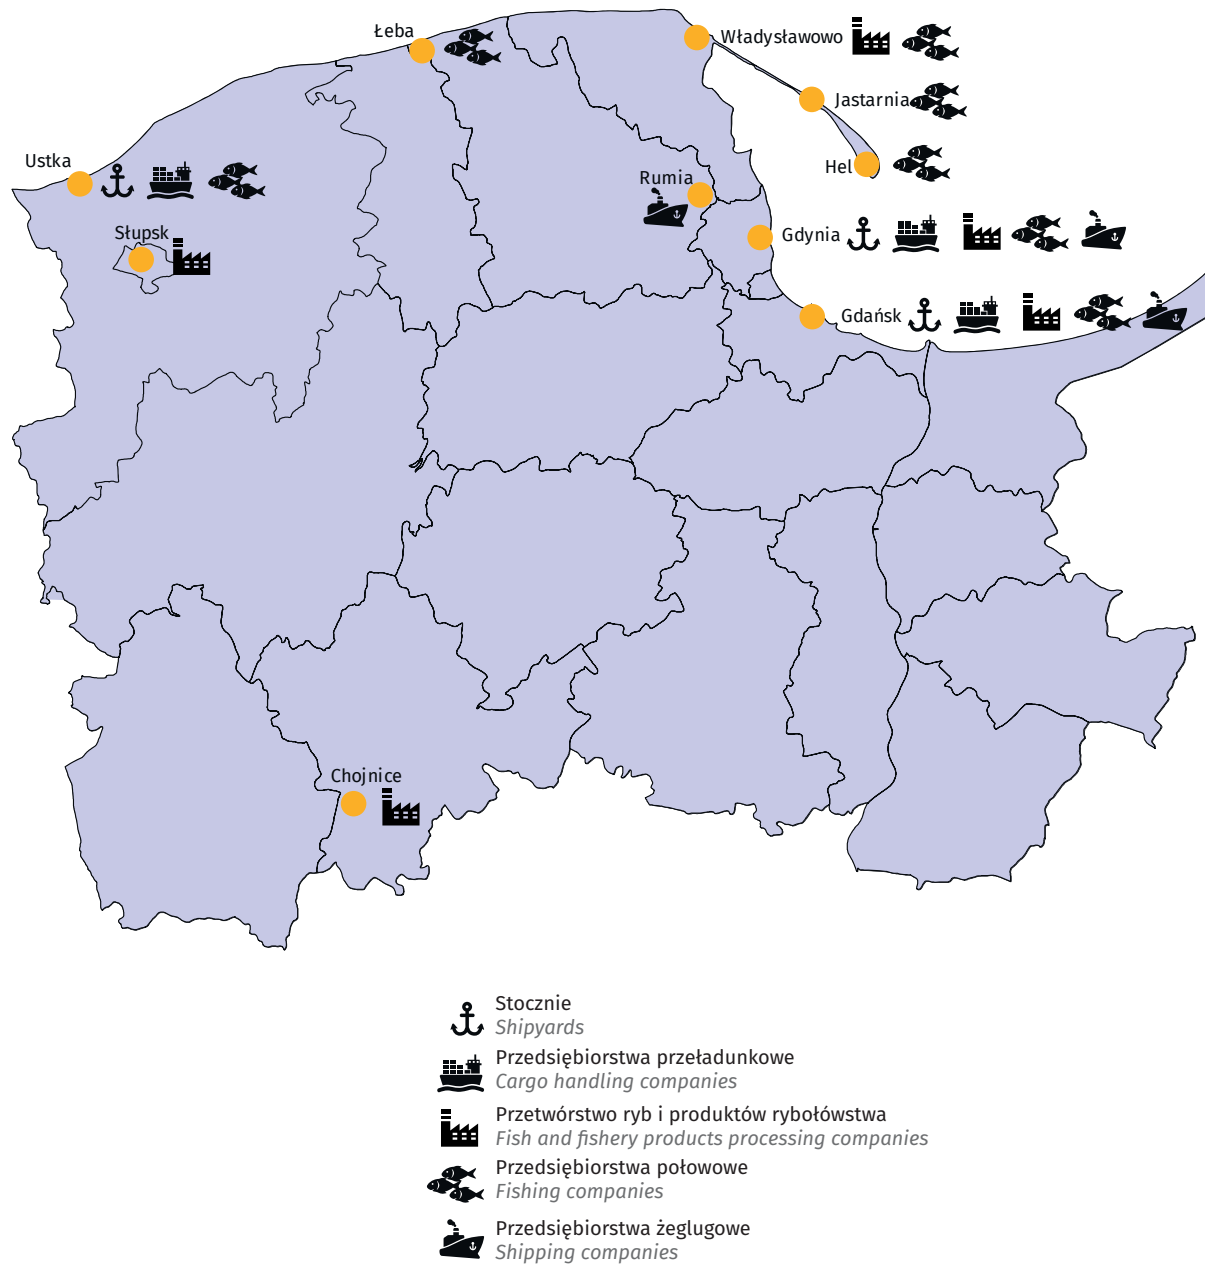 Łeba
Władysławowo
Jastarnia
Ustka
Hel
Rumia
Słupsk
Gdynia
Gdańsk
Chojnice
Stocznie
Shipyards
Przedsiębiorstwa przeładunkowe
Cargo handling companies
Przetwórstwo ryb i produktów rybołówstwa
Fish and fishery products processing companies
Przedsiębiorstwa połowowe
Fishing companies
Przedsiębiorstwa żeglugowe
Shipping companies